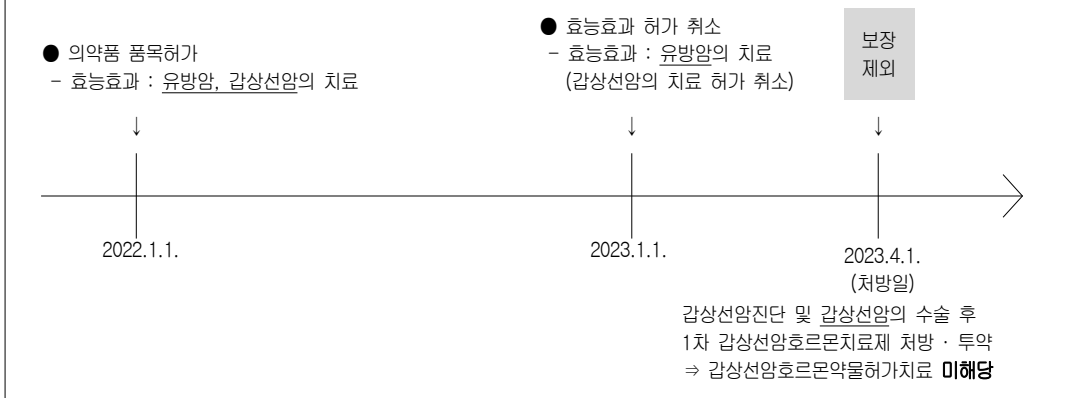 ● 의약품 품목허가
- 효능효과 : 유방암, 갑상선암의 치료
↓
2022.1.1.
● 효능효과 허가 취소
- 효능효과 : 유방암의 치료
(갑상선암의 치료 허가 취소)
↓
2023.1.1.
보장
제외
↓
2023.4.1.
(처방일)
갑상선암진단 및 갑상선암의 수술 후
1차 갑상선암호르몬치료제 처방 · 투약
⇒ 갑상선암호르몬약물허가치료 미해당